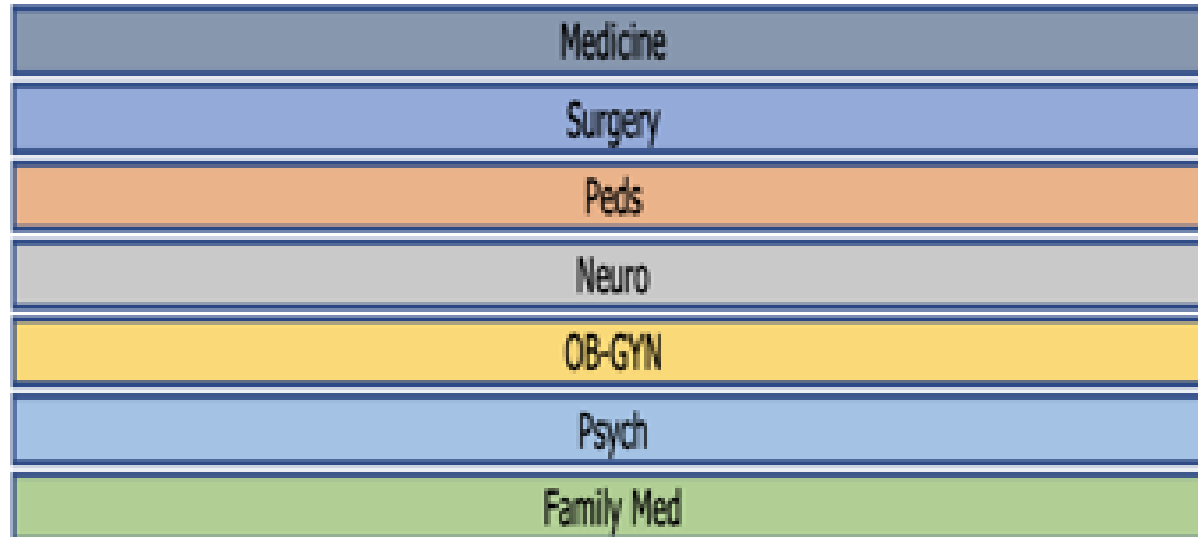 Medicine
Surgery
Peds
Neuro
OB-GYN
Psych
Family Med